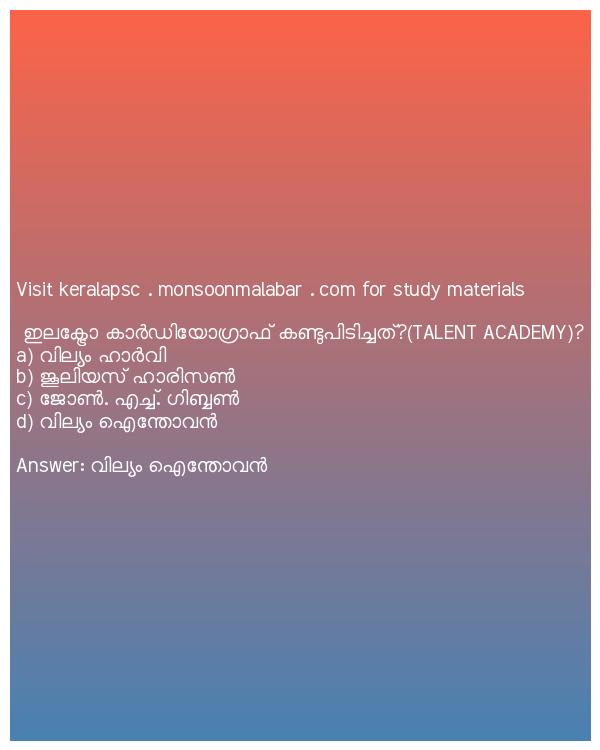 Visit keralapsc . monsoonmalabar . com for study materials
ഇലക്ട്രോ കാർഡിയോഗ്രാഫ് കണ്ടുപിടിച്ചത്?(TALENT ACADEMY)?
a) വില്യം ഹാർവി
b) ജൂലിയസ് ഹാരിസൺ
c) ജോൺ. എച്ച്. ഗിബ്ബൺ
d) വില്യം ഐന്തോവൻ
Answer: വില്യം ഐന്തോവൻ